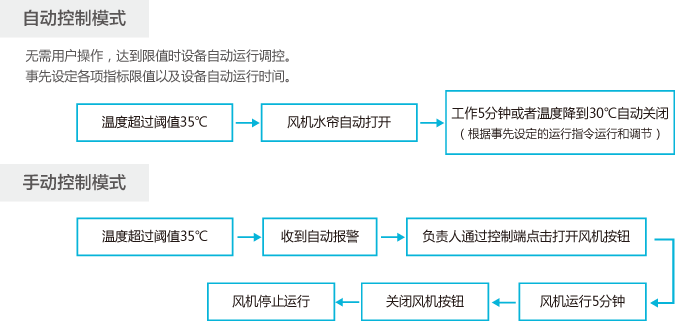 自动控制模式
无需用户操作，达到限值时设备自动运行调控。
事先设定各项指标限值以及设备自动运行时间。
温度超过阈值35℃
风机水帘自动打开
工作5分钟或者温度降到30℃自动关闭
（根据事先设定的运行指令运行和调节）
手动控制模式
温度超过阈值35℃
收到自动报警
负责人通过控制端点击打开风机按钮
风机运行5分钟
关闭风机按钮
风机停止运行